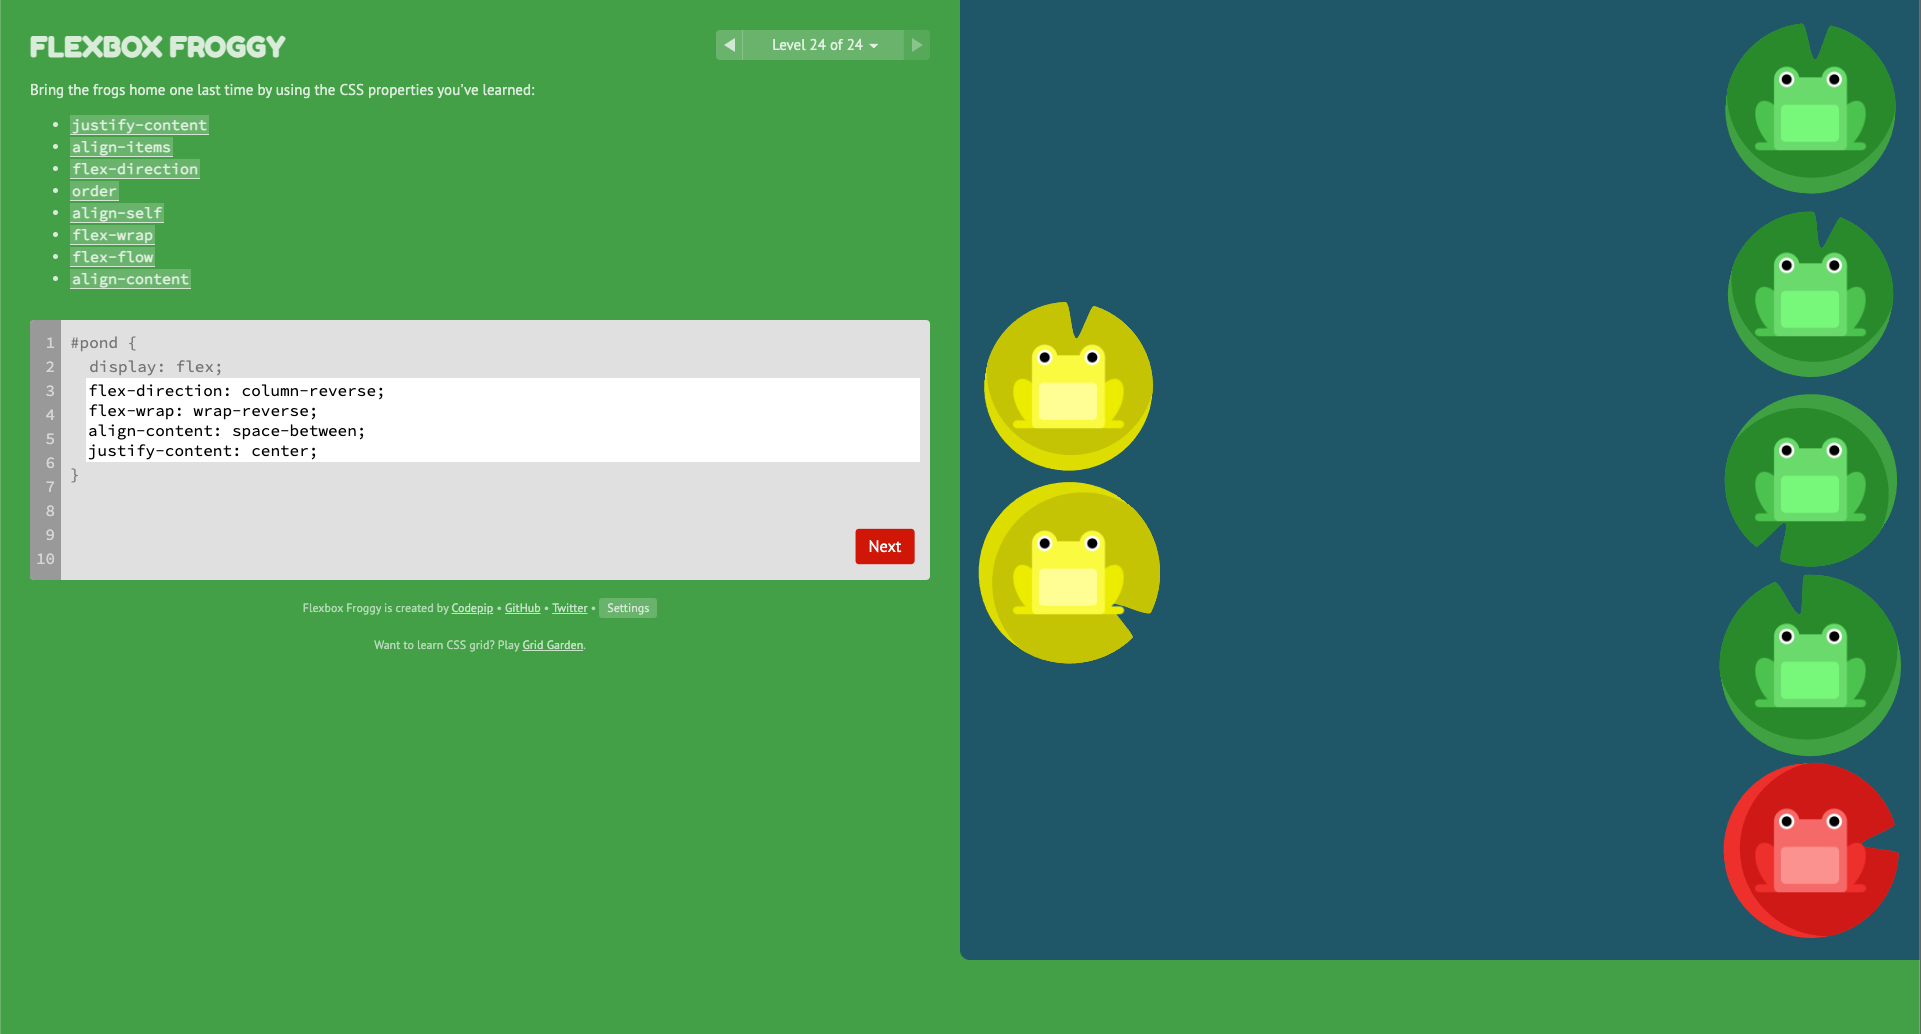 FLEXBOX FROGGY
Level 24 of 24
Bring the frogs home one last time by using the CSS properties you've learned:
justify-content
align-items
flex-direction
order
align-self
flex-wrap
flex-flow
align-content
1 #pond {
2 display: flex;
3 flex-direction: column-reverse;
4 flex-wrap: wrap-reverse;
5 align-content: space-between;
6 justify-content: center;
7 }
8
9
10
Next
Flexbox Froggy is created by Codepip • GitHub • Twitter • Settings
Want to learn CSS grid? Play Grid Garden.